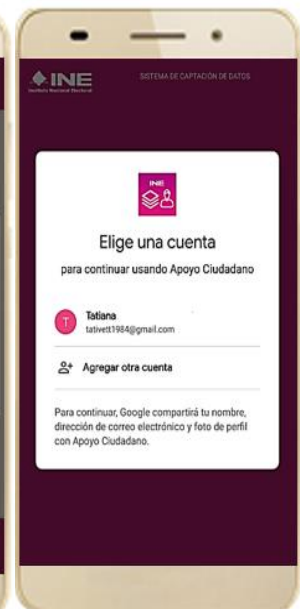 INE
Instituto Nacional Electoral
SISTEMA DE CAPTACIÓN DE DATOS
INE
Elige una cuenta
para continuar usando Apoyo Ciudadano
T
Tatiana
tativett1984@gmail.com
Agregar otra cuenta
Para continuar, Google compartirá tu nombre,
dirección de correo electrónico y foto de perfil
con Apoyo Ciudadano.